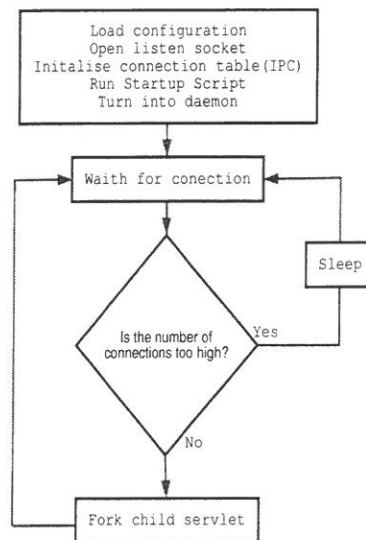 Load configuration
Open listen socket
Initalise connection table(IPC)
Run Startup Script
Turn into daemon
Waith for conection
Sleep
Is the number of
connections too high?
Yes
No
Fork child servlet